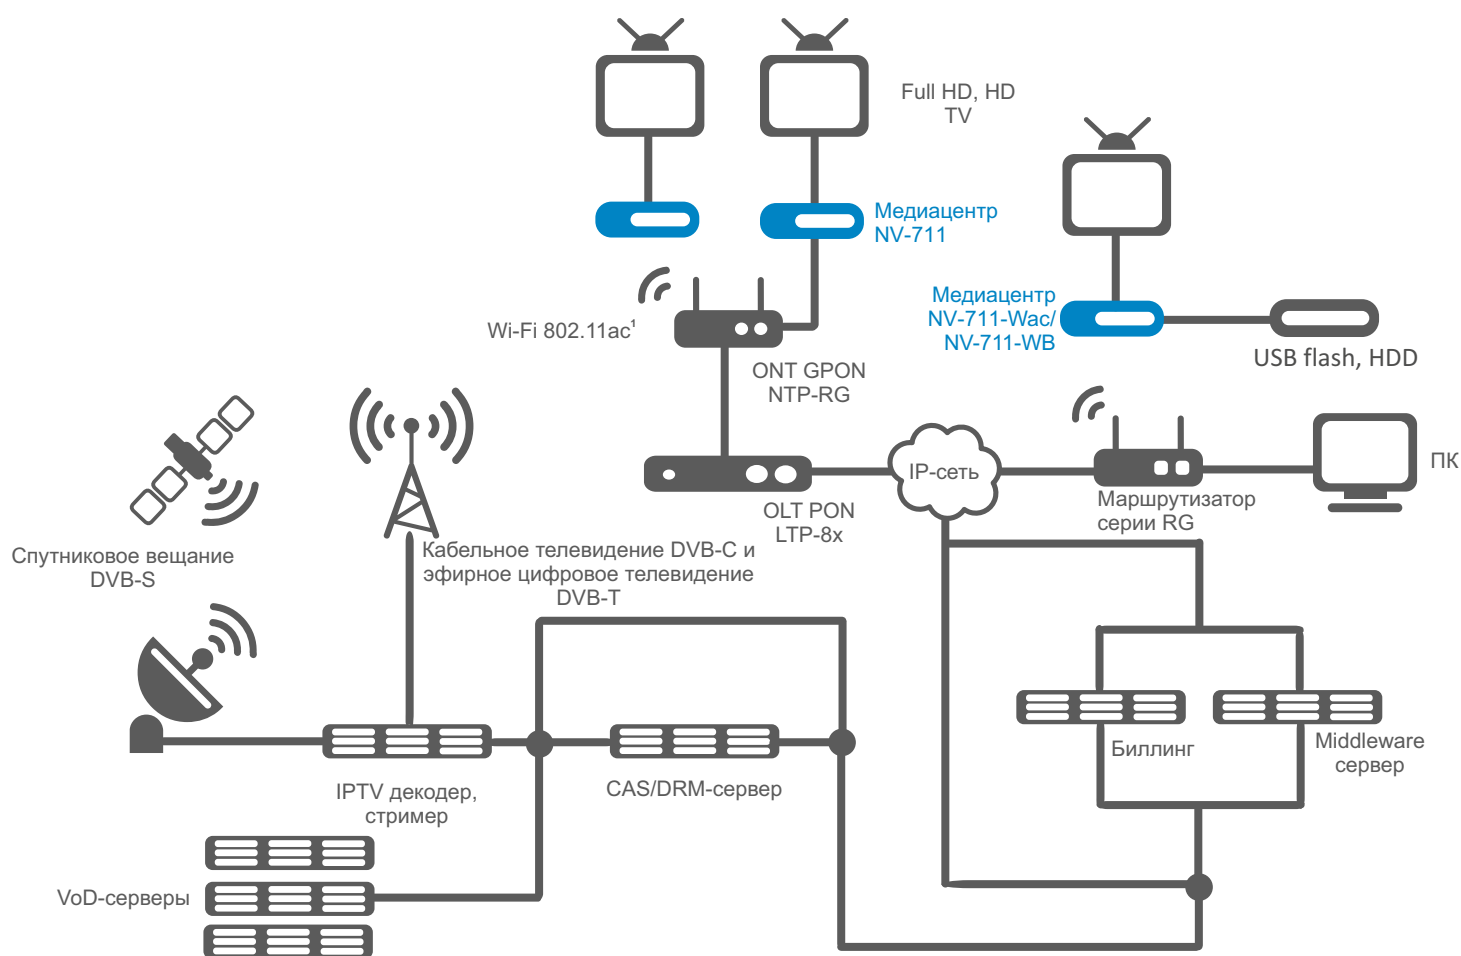 Full HD, HD
TV
Медиацентр
NV-711
Медиацентр
NV-711-Wac/
NV-711-WB
USB flash, HDD
Wi-Fi 802.11ac¹
ONT GPON
NTP-RG
IP-сеть
ПК
Маршрутизатор
серии RG
OLT PON
LTP-8x
Спутниковое вещание
DVB-S
Кабельное телевидение DVB-C и
эфирное цифровое телевидение
DVB-T
Биллинг
Middleware
сервер
IPTV декодер,
стример
CAS/DRM-сервер
VoD-серверы